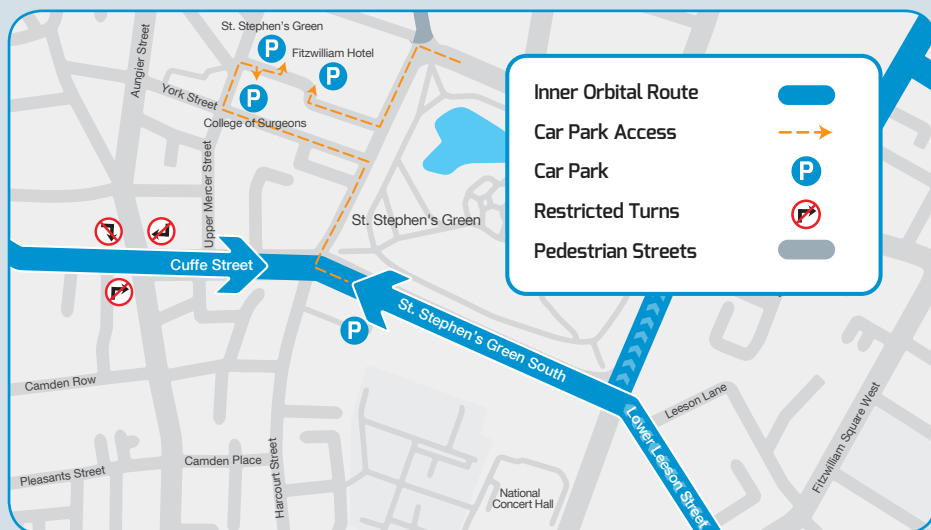 St. Stephen's Green
P
Fitzwilliam Hotel
P
Aungier Street
York Street
P
College of Surgeons
Upper Mercer Street
St. Stephen's Green
Cuffe Street
St. Stephen's Green South
P
Camden Row
Pleasants Street
Camden Place
Harcourt Street
National
Concert Hall
Lower Leeson Street
Leeson Lane
Fitzwilliam Square West
Inner Orbital Route
Car Park Access
Car Park
P
Restricted Turns
Pedestrian Streets